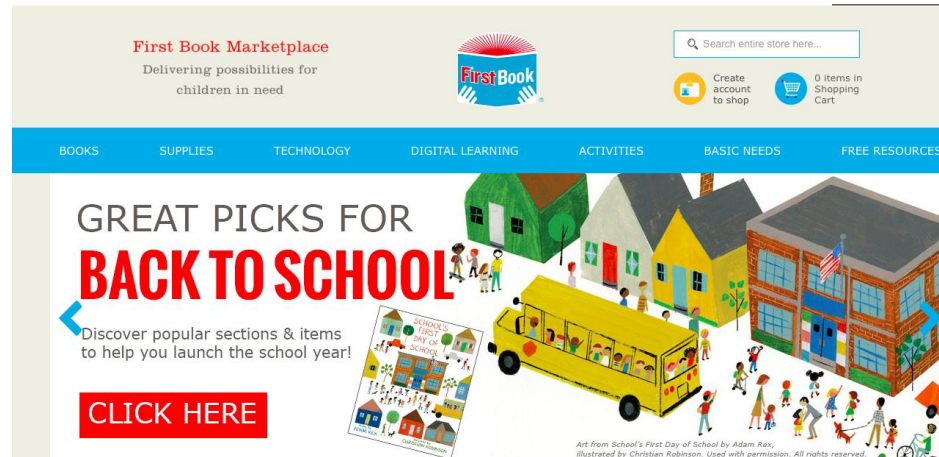 First Book Marketplace
Delivering possibilities for
children in need
First Book
Search entire store here...
Create
account
to shop
0 items in
Shopping
Cart
BOOKS SUPPLIES TECHNOLOGY DIGITAL LEARNING ACTIVITIES BASIC NEEDS FREE RESOURCES
GREAT PICKS FOR
BACK TO SCHOOL
Discover popular sections & items
to help you launch the school year!
CLICK HERE
SCHOOL'S
FIRST
DAY OF
SCHOOL
ADAM REX
CHRISTIAN ROBINSON
Art from School's First Day of School by Adam Rex,
illustrated by Christian Robinson. Used with permission. All rights reserved.